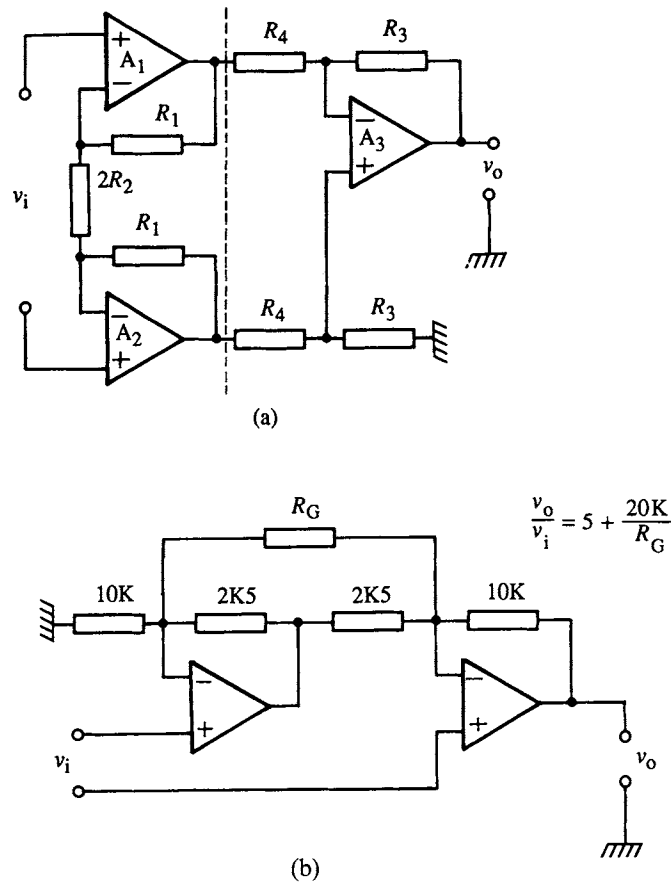 R4
R3
+
A1
−
R1
−
A3
+
vo
vi
2R2
R1
R4
R3
−
A2
+
(a)
RG
vo/vi = 5 + 20K/RG
10K
2K5
2K5
10K
−
+
−
+
vi
vo
(b)